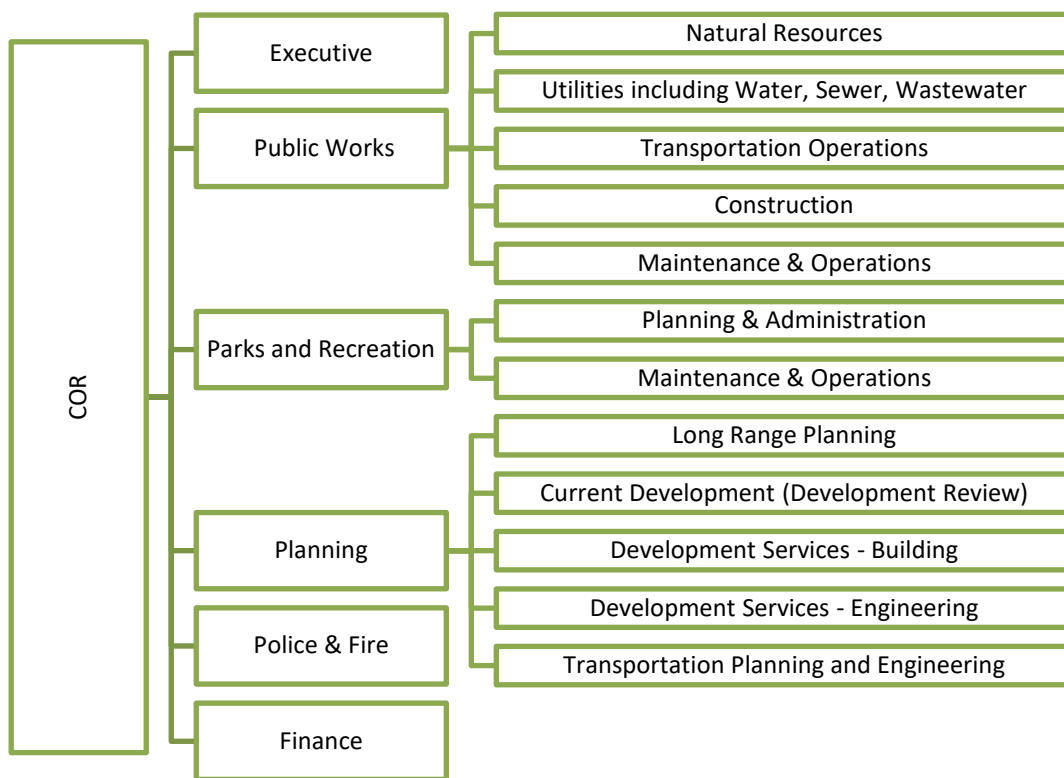 COR
Executive
Public Works
Natural Resources
Utilities including Water, Sewer, Wastewater
Transportation Operations
Construction
Maintenance & Operations
Parks and Recreation
Planning & Administration
Maintenance & Operations
Planning
Long Range Planning
Current Development (Development Review)
Development Services - Building
Development Services - Engineering
Transportation Planning and Engineering
Police & Fire
Finance